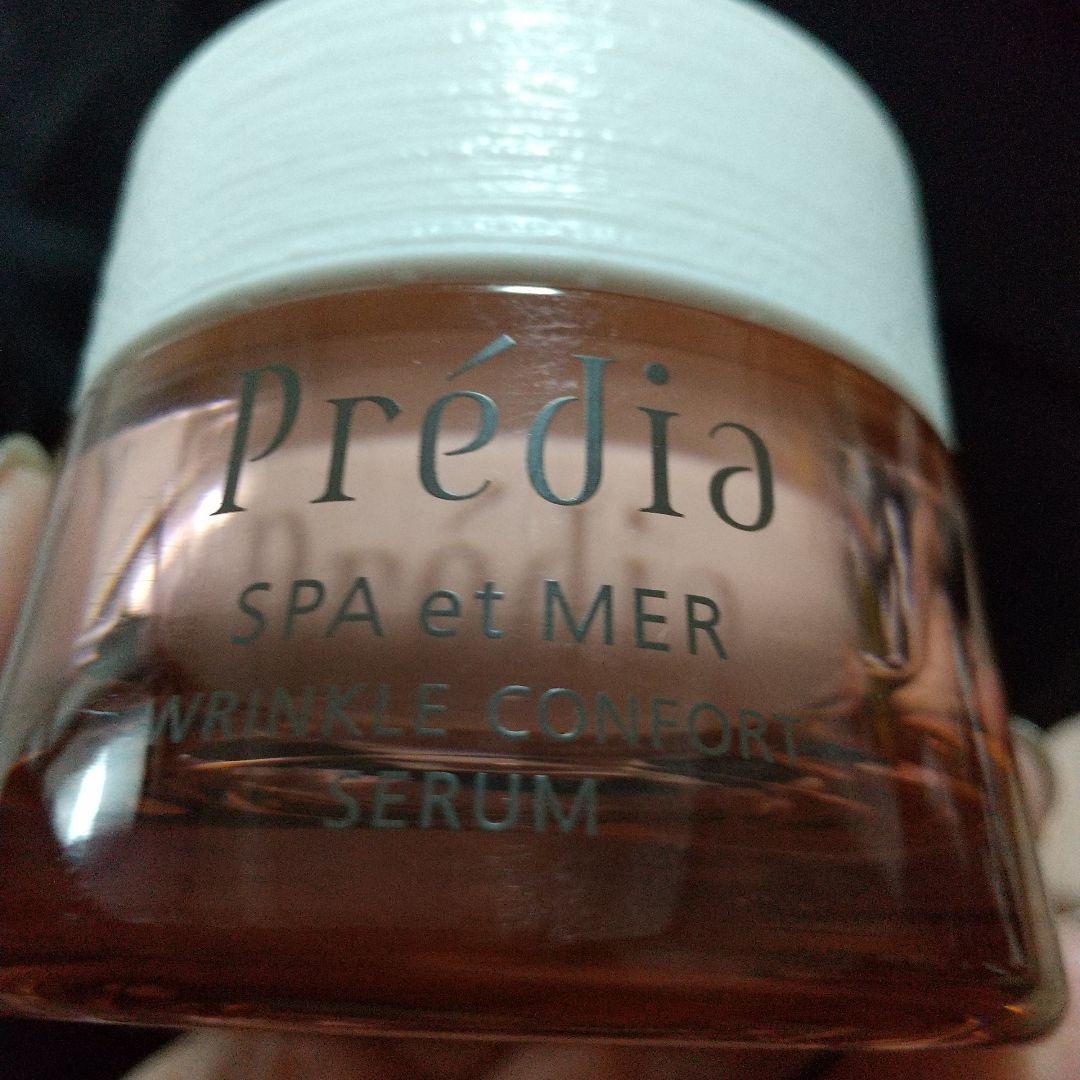 Prédia
SPA et MER
WRINKLE CONFORT
SERUM